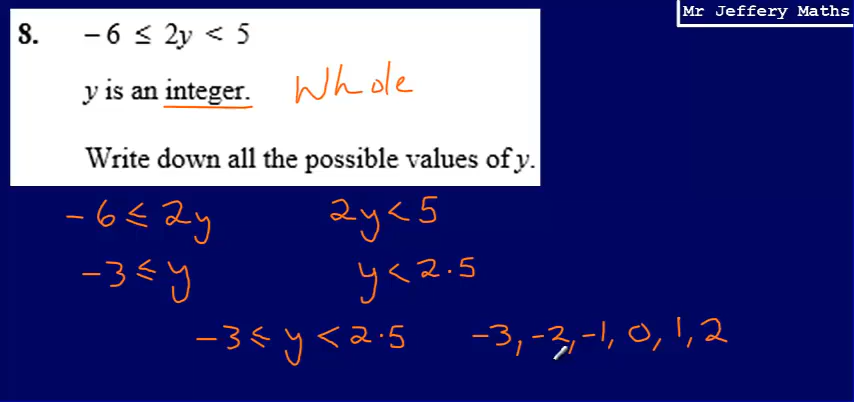 Mr Jeffery Maths
8. -6 ≤ 2y < 5
y is an integer. Whole
Write down all the possible values of y.
-6 ≤ 2y 2y < 5
-3 ≤ y y < 2.5
-3 ≤ y < 2.5 -3, -2, -1, 0, 1, 2